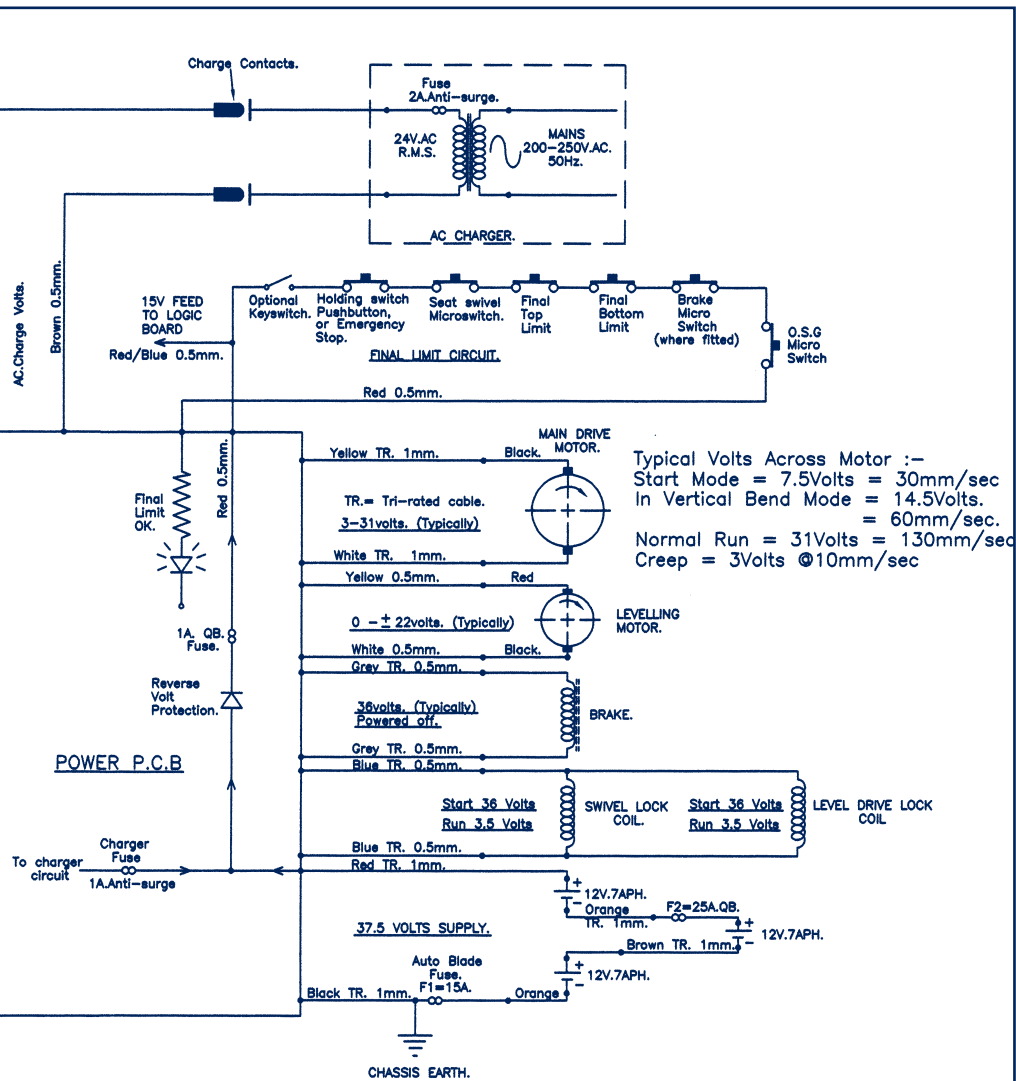 Charge Contacts.
Fuse
2A.Anti-surge.
24V.AC
R.M.S.
MAINS
200-250V.AC.
50Hz.
AC CHARGER.
AC.Charge Volts.
Brown 0.5mm.
15V FEED
TO LOGIC
BOARD
Red/Blue 0.5mm.
Optional
Keyswitch.
Holding switch
Pushbutton,
or Emergency
Stop.
Seat swivel
Microswitch.
Final
Top
Limit
Final
Bottom
Limit
Brake
Micro
Switch
(where fitted)
O.S.G
Micro
Switch
FINAL LIMIT CIRCUIT.
Red 0.5mm.
Final
Limit
OK.
Red 0.5mm.
1A. QB.
Fuse.
Reverse
Volt
Protection.
POWER P.C.B
To charger
circuit
Charger
Fuse
1A.Anti-surge
MAIN DRIVE
MOTOR.
Yellow TR. 1mm.
Black.
TR.= Tri-rated cable.
3-31volts. (Typically)
White TR. 1mm.
Typical Volts Across Motor :-
Start Mode = 7.5Volts = 30mm/sec
In Vertical Bend Mode = 14.5Volts.
= 60mm/sec.
Normal Run = 31Volts = 130mm/sec
Creep = 3Volts @10mm/sec
Yellow 0.5mm.
Red
0 -± 22volts. (Typically)
LEVELLING
MOTOR.
White 0.5mm.
Black.
Grey TR. 0.5mm.
36volts. (Typically)
Powered off.
BRAKE.
Grey TR. 0.5mm.
Blue TR. 0.5mm.
Start 36 Volts
Run 3.5 Volts
SWIVEL LOCK
COIL.
Start 36 Volts
Run 3.5 Volts
LEVEL DRIVE LOCK
COIL
Blue TR. 0.5mm.
Red TR. 1mm.
+
12V.7APH.
-
Orange
TR. 1mm.
F2=25A.QB.
+
12V.7APH.
-
37.5 VOLTS SUPPLY.
Brown TR. 1mm.
+
12V.7APH.
-
Auto Blade
Fuse.
F1=15A.
Black TR. 1mm.
Orange
CHASSIS EARTH.